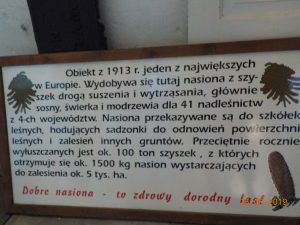 Obiekt z 1913 r. jeden z największych
w Europie. Wydobywa się tutaj nasiona z szy-
szek drogą suszenia i wytrząsania, głównie
sosny, świerka i modrzewia dla 41 nadleśnictw
z 4-ch województw. Nasiona przekazywane są do szkółek
leśnych, hodujących sadzonki do odnowień powierzchni
leśnych i zalesień innych gruntów. Przeciętnie rocznie
wyłuszczanych jest ok. 100 ton szyszek , z których
otrzymuje się ok. 1500 kg nasion wystarczających
do zalesienia ok. 5 tys. ha.
Dobre nasiona - to zdrowy dorodny las!
2019